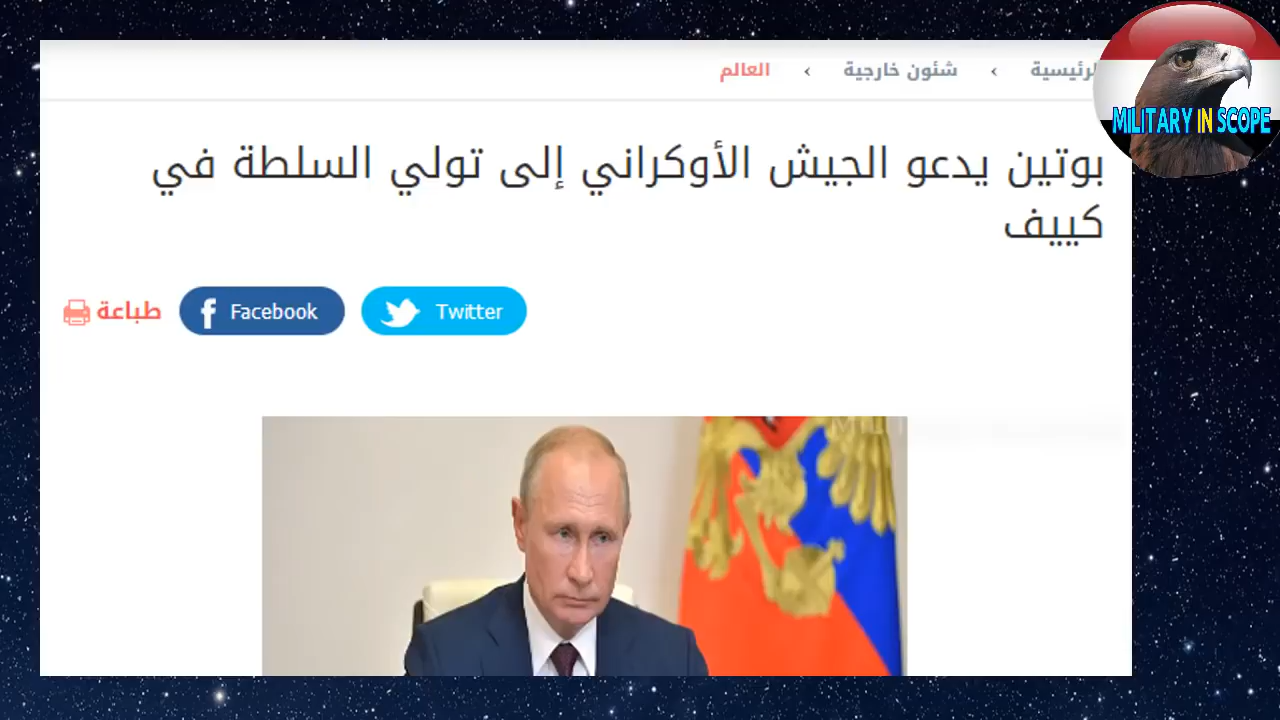 الرئيسية › شئون خارجية › العالم
MILITARY IN SCOPE
بوتين يدعو الجيش الأوكراني إلى تولي السلطة في
كييف
طباعة Facebook Twitter